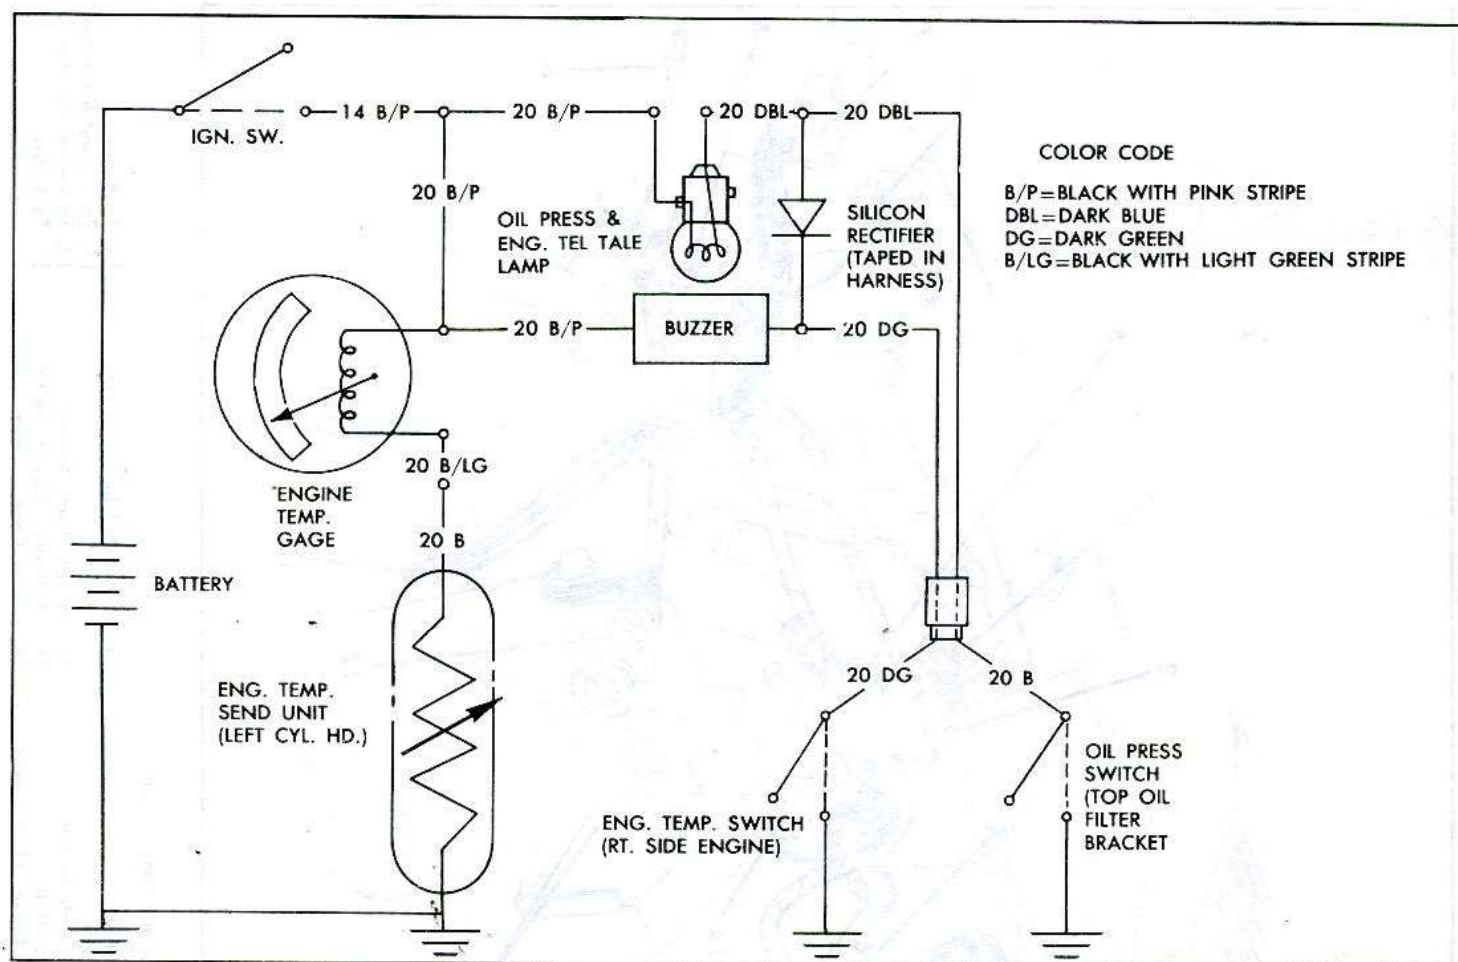 14 B/P
20 B/P
20 DBL
20 DBL
IGN. SW.
COLOR CODE
B/P=BLACK WITH PINK STRIPE
DBL=DARK BLUE
DG=DARK GREEN
B/LG=BLACK WITH LIGHT GREEN STRIPE
20 B/P
OIL PRESS &
ENG. TEL TALE
LAMP
SILICON
RECTIFIER
(TAPED IN
HARNESS)
20 B/P
BUZZER
20 DG
20 B/LG
ENGINE
TEMP.
GAGE
20 B
BATTERY
20 DG
20 B
ENG. TEMP.
SEND UNIT
(LEFT CYL. HD.)
ENG. TEMP. SWITCH
(RT. SIDE ENGINE)
OIL PRESS
SWITCH
(TOP OIL
FILTER
BRACKET